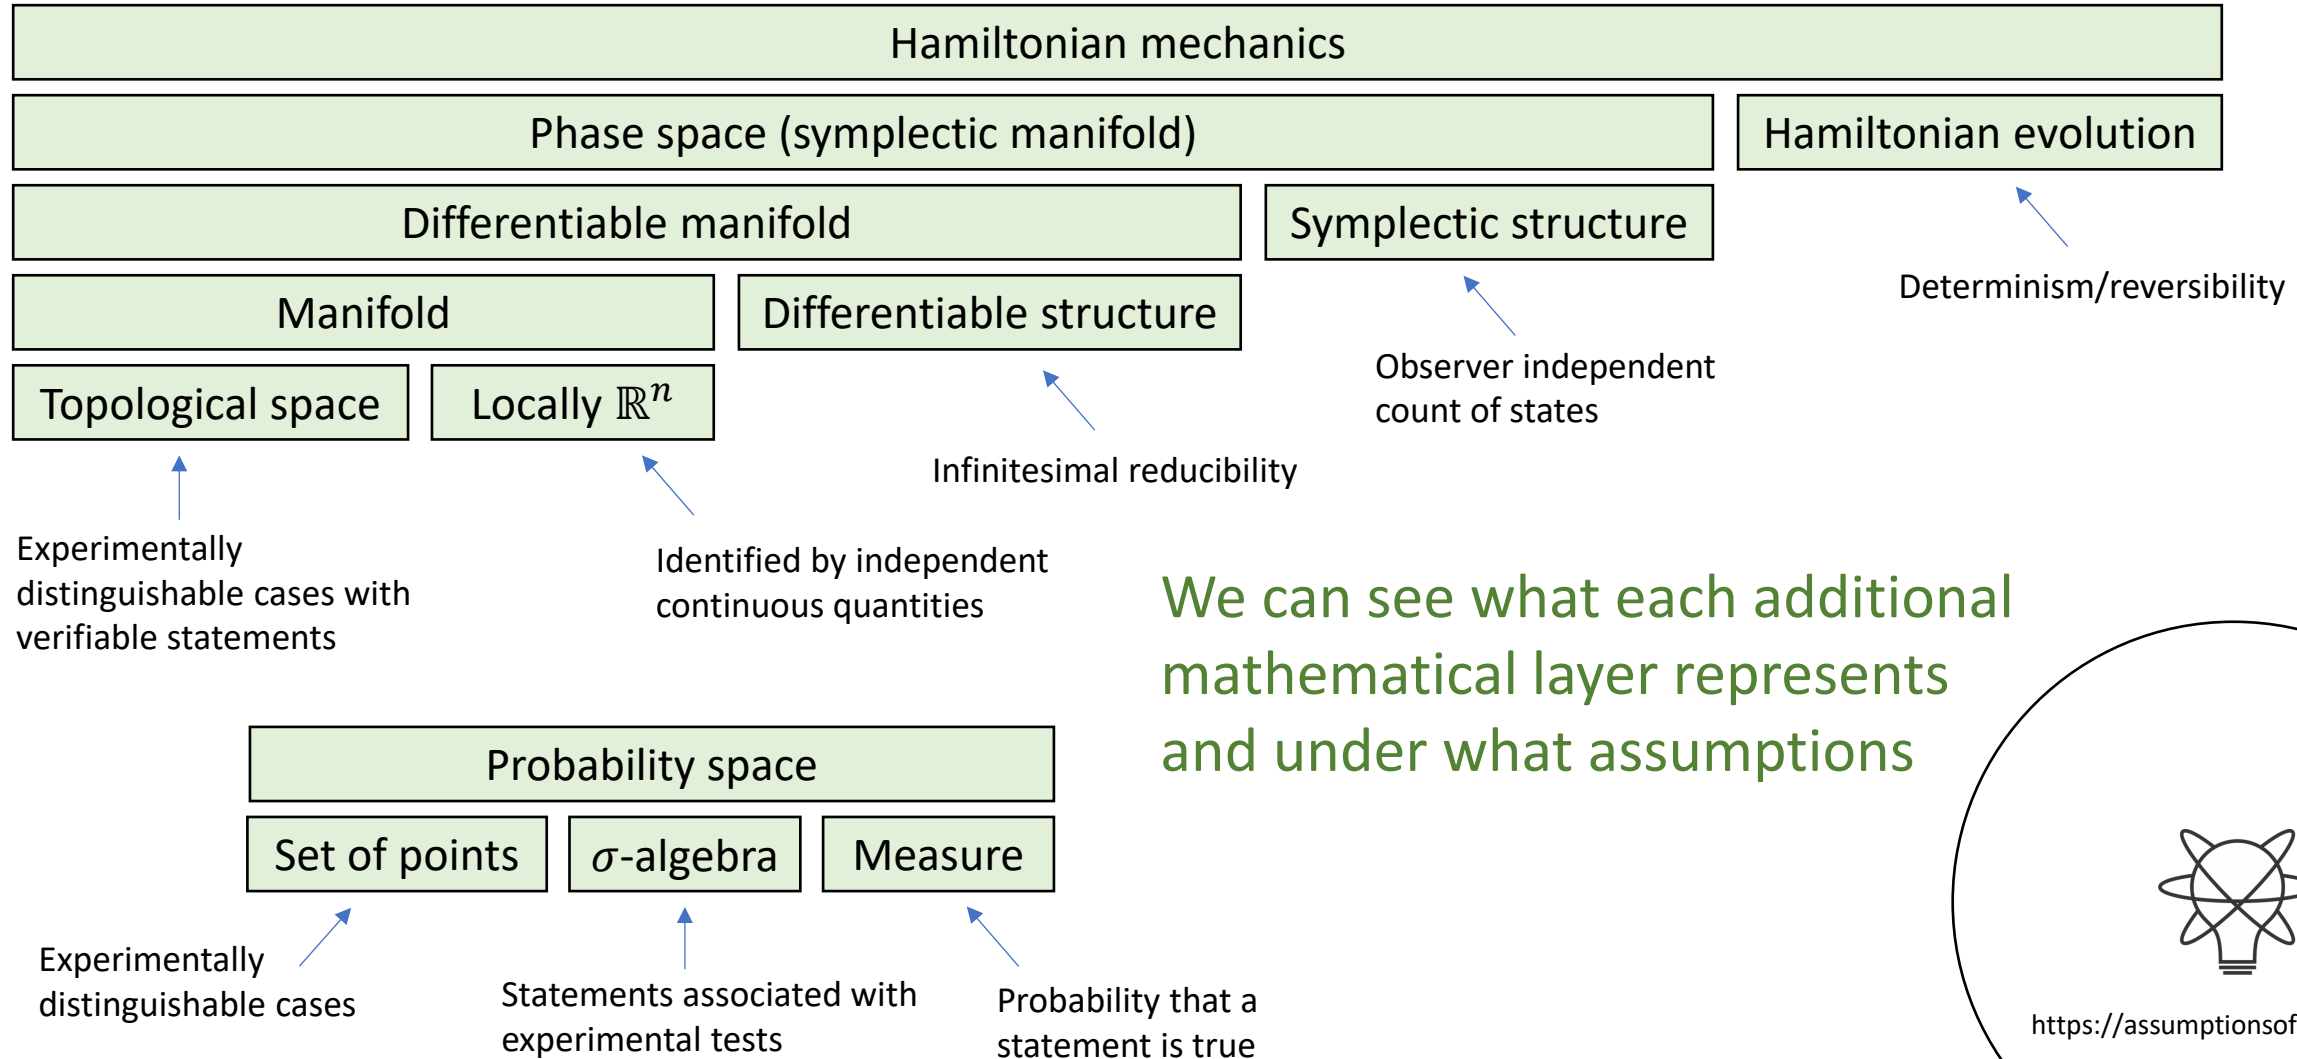 Hamiltonian mechanics
Phase space (symplectic manifold)
Hamiltonian evolution
Differentiable manifold
Symplectic structure
Determinism/reversibility
Manifold
Differentiable structure
Observer independent
count of states
Topological space
Locally ℝⁿ
Infinitesimal reducibility
Experimentally
distinguishable cases with
verifiable statements
Identified by independent
continuous quantities
We can see what each additional
mathematical layer represents
and under what assumptions
Probability space
Set of points
σ-algebra
Measure
Experimentally
distinguishable cases
Statements associated with
experimental tests
Probability that a
statement is true
https://assumptionsof